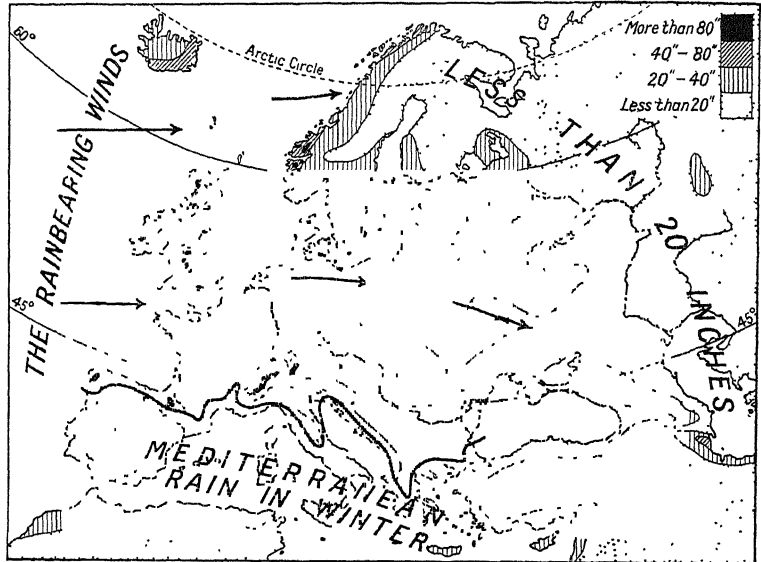 60°
Arctic Circle
More than 80"
40"-80"
20"-40"
Less than 20"
THE RAINBEARING WINDS
LESS THAN 20 INCHES
45°
45°
MEDITERRANEAN
RAIN IN WINTER